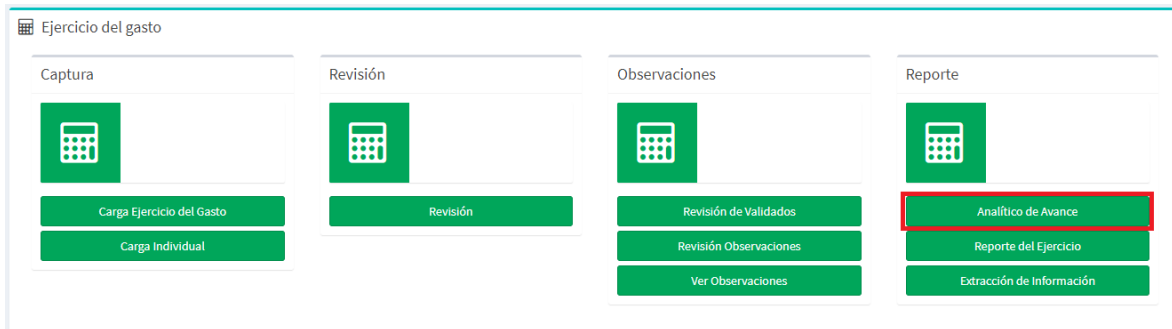 Ejercicio del gasto
Captura
Carga Ejercicio del Gasto
Carga Individual
Revisión
Revisión
Observaciones
Revisión de Validados
Revisión Observaciones
Ver Observaciones
Reporte
Analítico de Avance
Reporte del Ejercicio
Extracción de Información